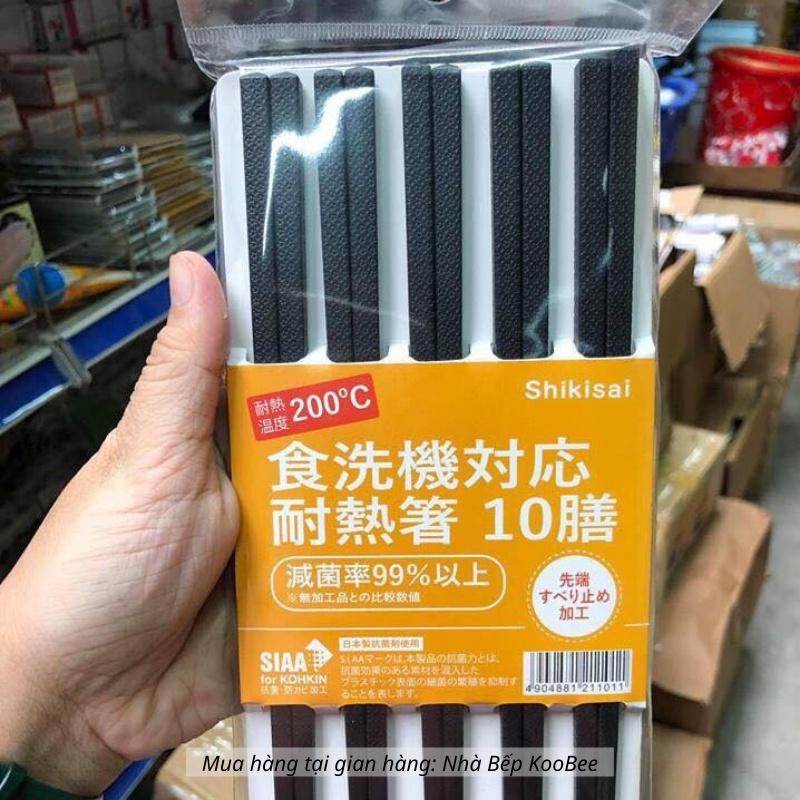 Shikisai
耐熱
温度 200℃
食洗機対応
耐熱箸 10膳
減菌率99%以上
※無加工品との比較数値
先端
すべり止め
加工
日本製抗菌剤使用
SIAA
for KOHKIN
抗菌・防カビ加工
SIAAマークは、本製品の抗菌力とは、
抗菌効果のある素材を混入した
プラスチック表面の細菌の繁殖を抑制す
ることを表します。
4904881211011
Mua hàng tại gian hàng: Nhà Bếp KooBee